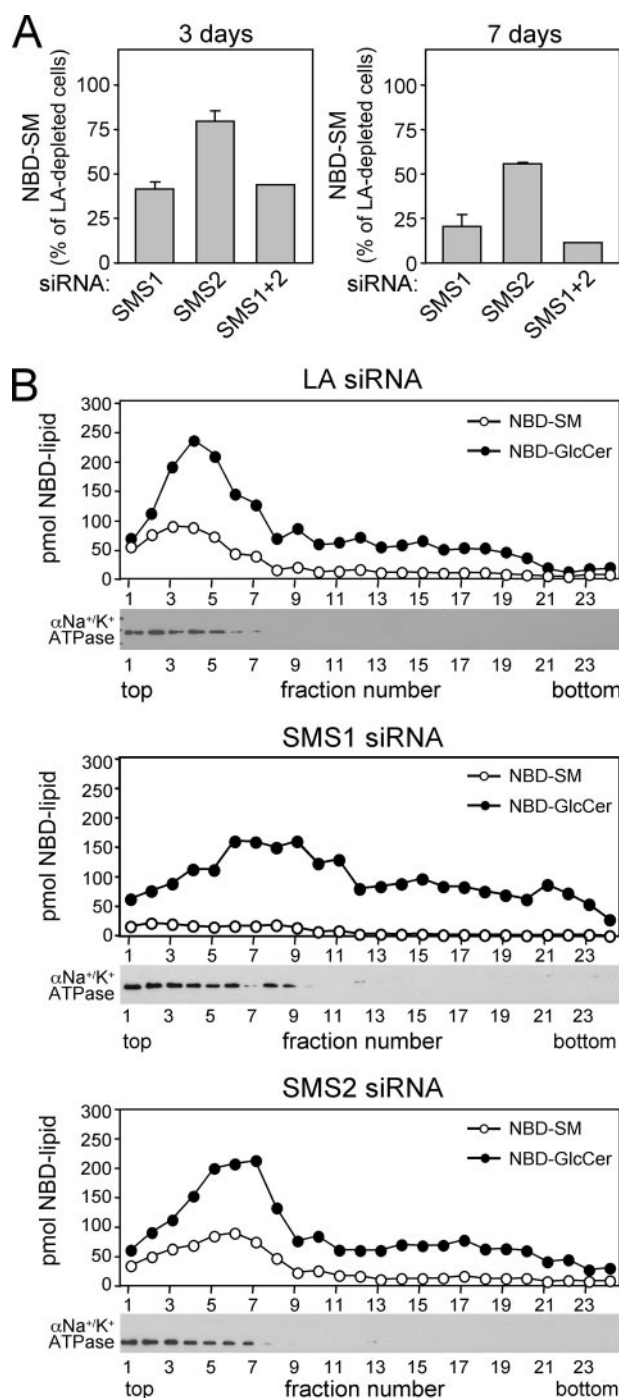 A
3 days
7 days
NBD-SM
(% of LA-depleted cells)
100
75
50
25
0
siRNA:
SMS1
SMS2
SMS1+2
NBD-SM
(% of LA-depleted cells)
100
75
50
25
0
siRNA:
SMS1
SMS2
SMS1+2
B
LA siRNA
pmol NBD-lipid
300
250
200
150
100
50
0
NBD-SM
NBD-GlcCer
1 3 5 7 9 11 13 15 17 19 21 23
αNa+/K+
ATPase
1 3 5 7 9 11 13 15 17 19 21 23
top fraction number bottom
SMS1 siRNA
pmol NBD-lipid
300
250
200
150
100
50
0
NBD-SM
NBD-GlcCer
1 3 5 7 9 11 13 15 17 19 21 23
αNa+/K+
ATPase
1 3 5 7 9 11 13 15 17 19 21 23
top fraction number bottom
SMS2 siRNA
pmol NBD-lipid
300
250
200
150
100
50
0
NBD-SM
NBD-GlcCer
1 3 5 7 9 11 13 15 17 19 21 23
αNa+/K+
ATPase
1 3 5 7 9 11 13 15 17 19 21 23
top fraction number bottom